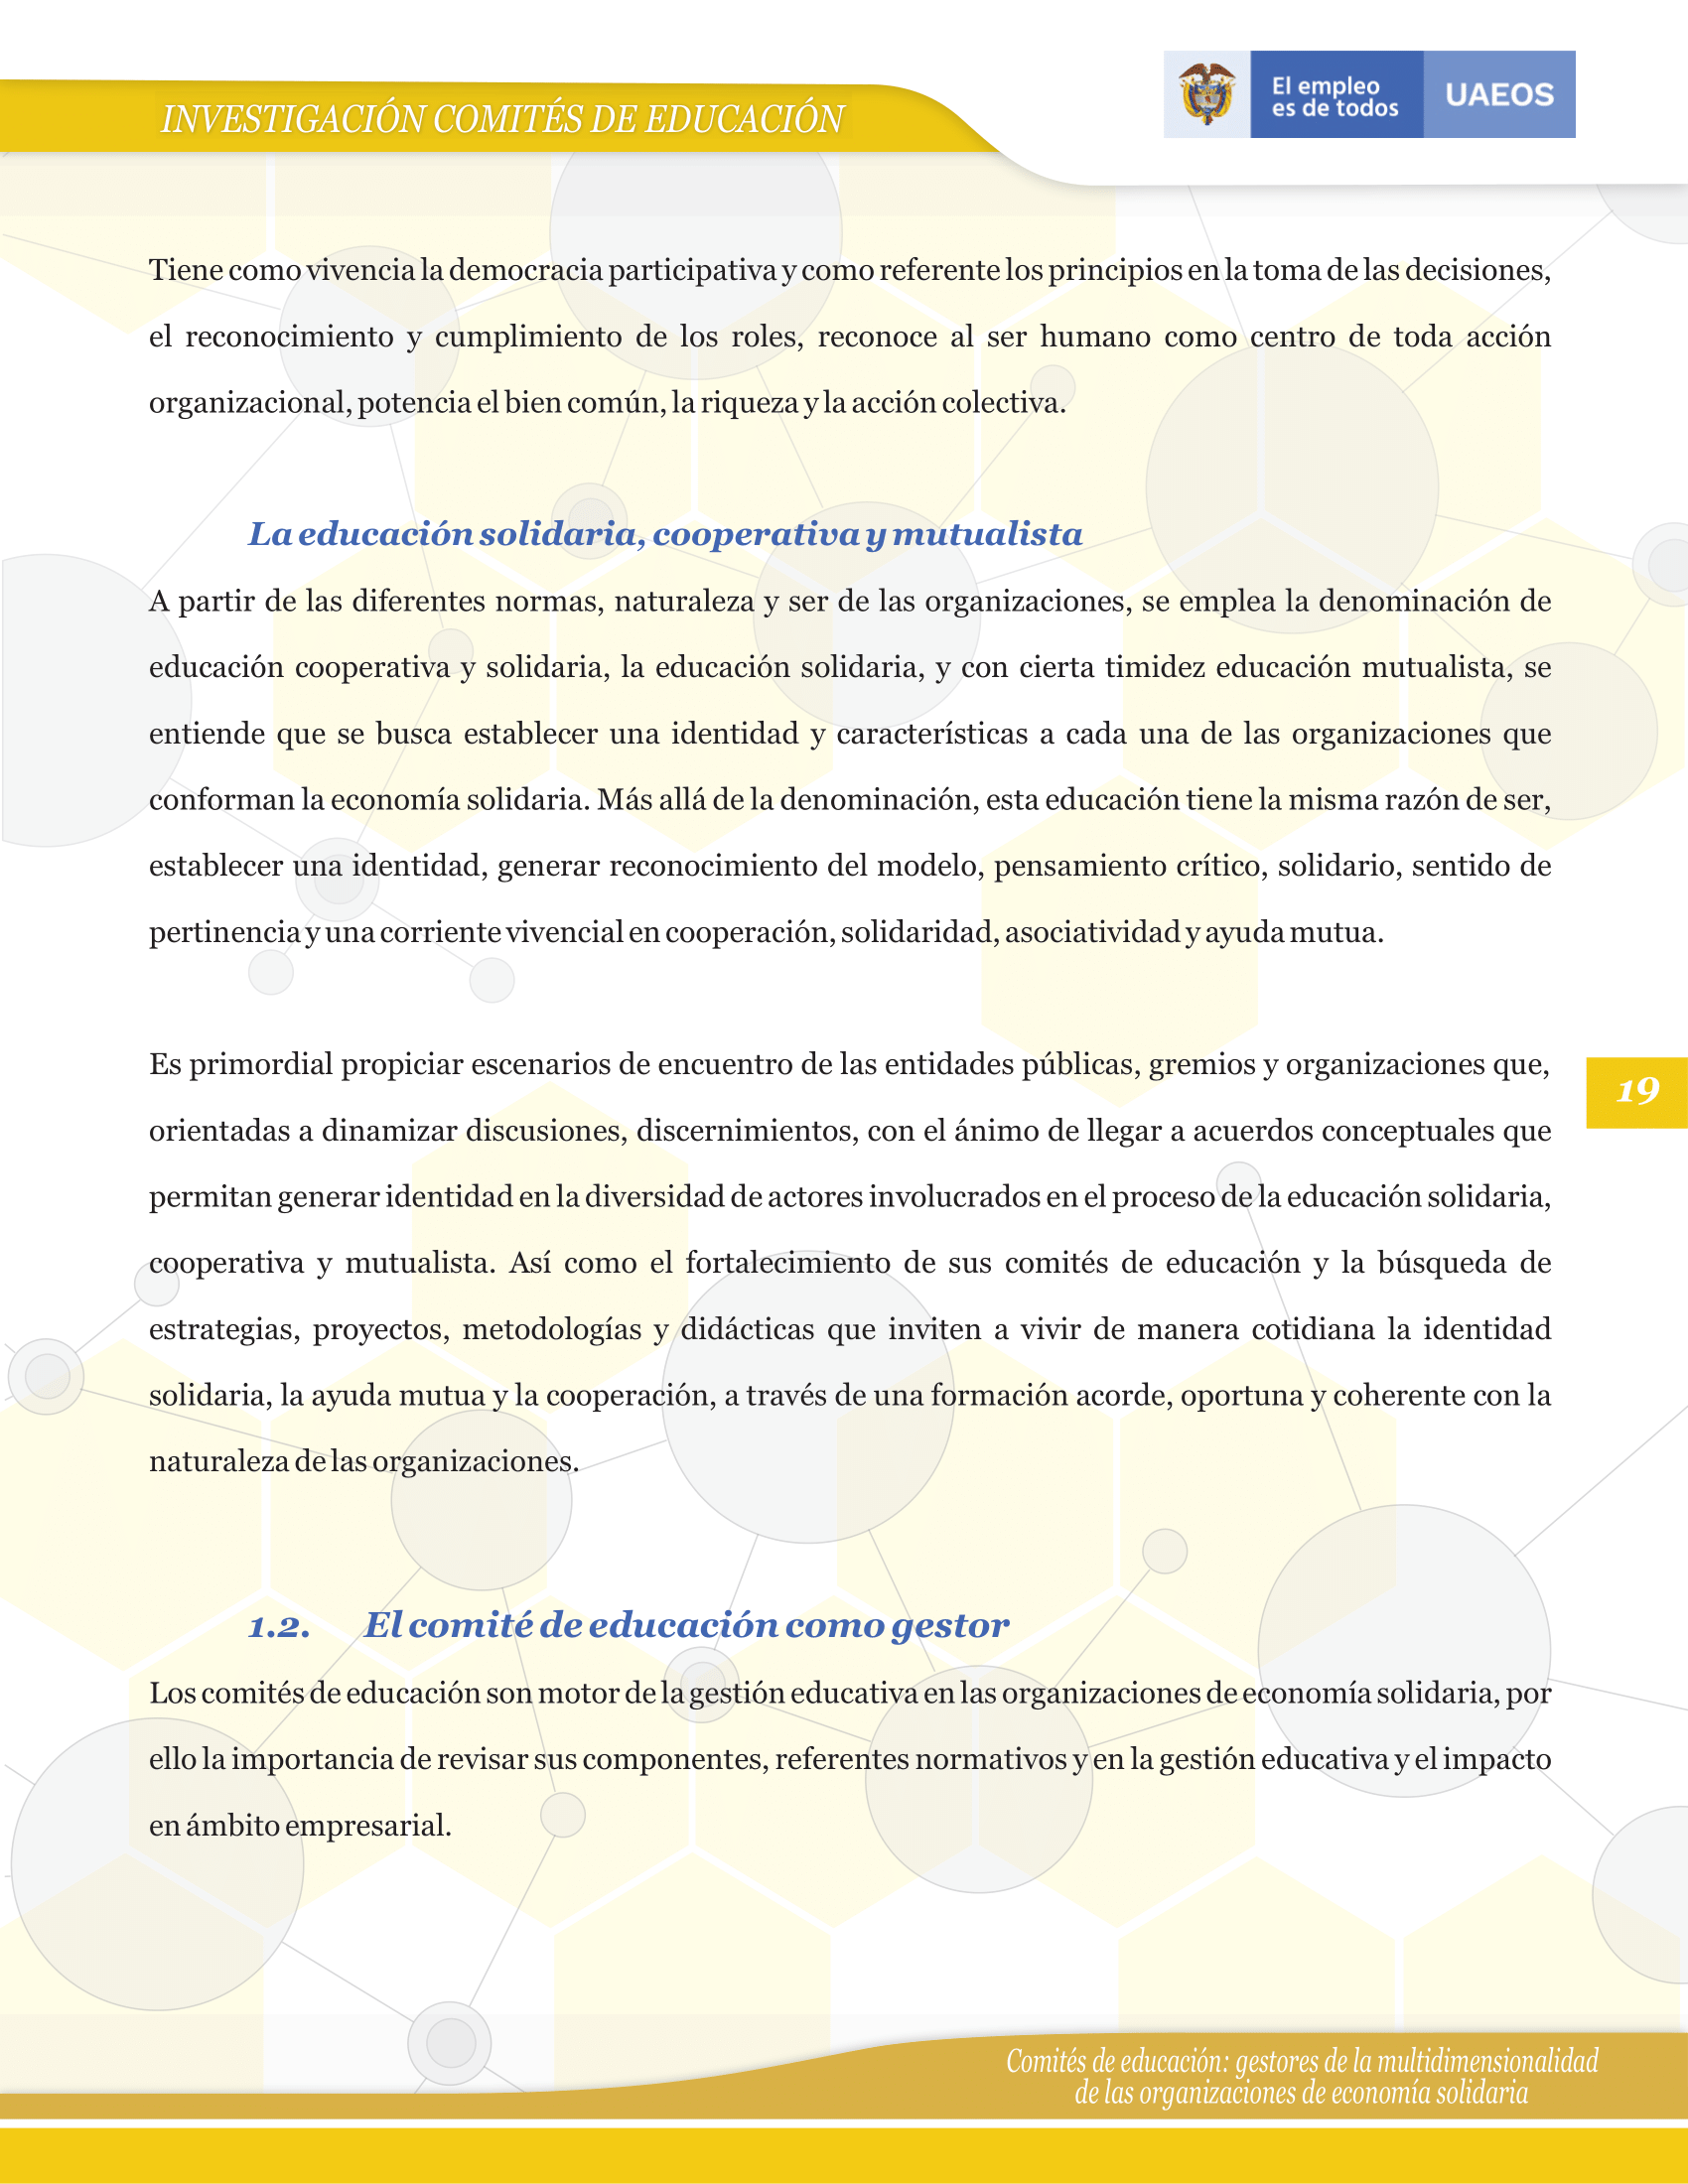 INVESTIGACIÓN COMITÉS DE EDUCACIÓN
El empleo
es de todos
UAEOS
Tiene como vivencia la democracia participativa y como referente los principios en la toma de las decisiones,
el reconocimiento y cumplimiento de los roles, reconoce al ser humano como centro de toda acción
organizacional, potencia el bien común, la riqueza y la acción colectiva.
La educación solidaria, cooperativa y mutualista
A partir de las diferentes normas, naturaleza y ser de las organizaciones, se emplea la denominación de
educación cooperativa y solidaria, la educación solidaria, y con cierta timidez educación mutualista, se
entiende que se busca establecer una identidad y características a cada una de las organizaciones que
conforman la economía solidaria. Más allá de la denominación, esta educación tiene la misma razón de ser,
establecer una identidad, generar reconocimiento del modelo, pensamiento crítico, solidario, sentido de
pertinencia y una corriente vivencial en cooperación, solidaridad, asociatividad y ayuda mutua.
Es primordial propiciar escenarios de encuentro de las entidades públicas, gremios y organizaciones que,
orientadas a dinamizar discusiones, discernimientos, con el ánimo de llegar a acuerdos conceptuales que
permitan generar identidad en la diversidad de actores involucrados en el proceso de la educación solidaria,
cooperativa y mutualista. Así como el fortalecimiento de sus comités de educación y la búsqueda de
estrategias, proyectos, metodologías y didácticas que inviten a vivir de manera cotidiana la identidad
solidaria, la ayuda mutua y la cooperación, a través de una formación acorde, oportuna y coherente con la
naturaleza de las organizaciones.
19
1.2. El comité de educación como gestor
Los comités de educación son motor de la gestión educativa en las organizaciones de economía solidaria, por
ello la importancia de revisar sus componentes, referentes normativos y en la gestión educativa y el impacto
en ámbito empresarial.
Comités de educación: gestores de la multidimensionalidad
de las organizaciones de economía solidaria